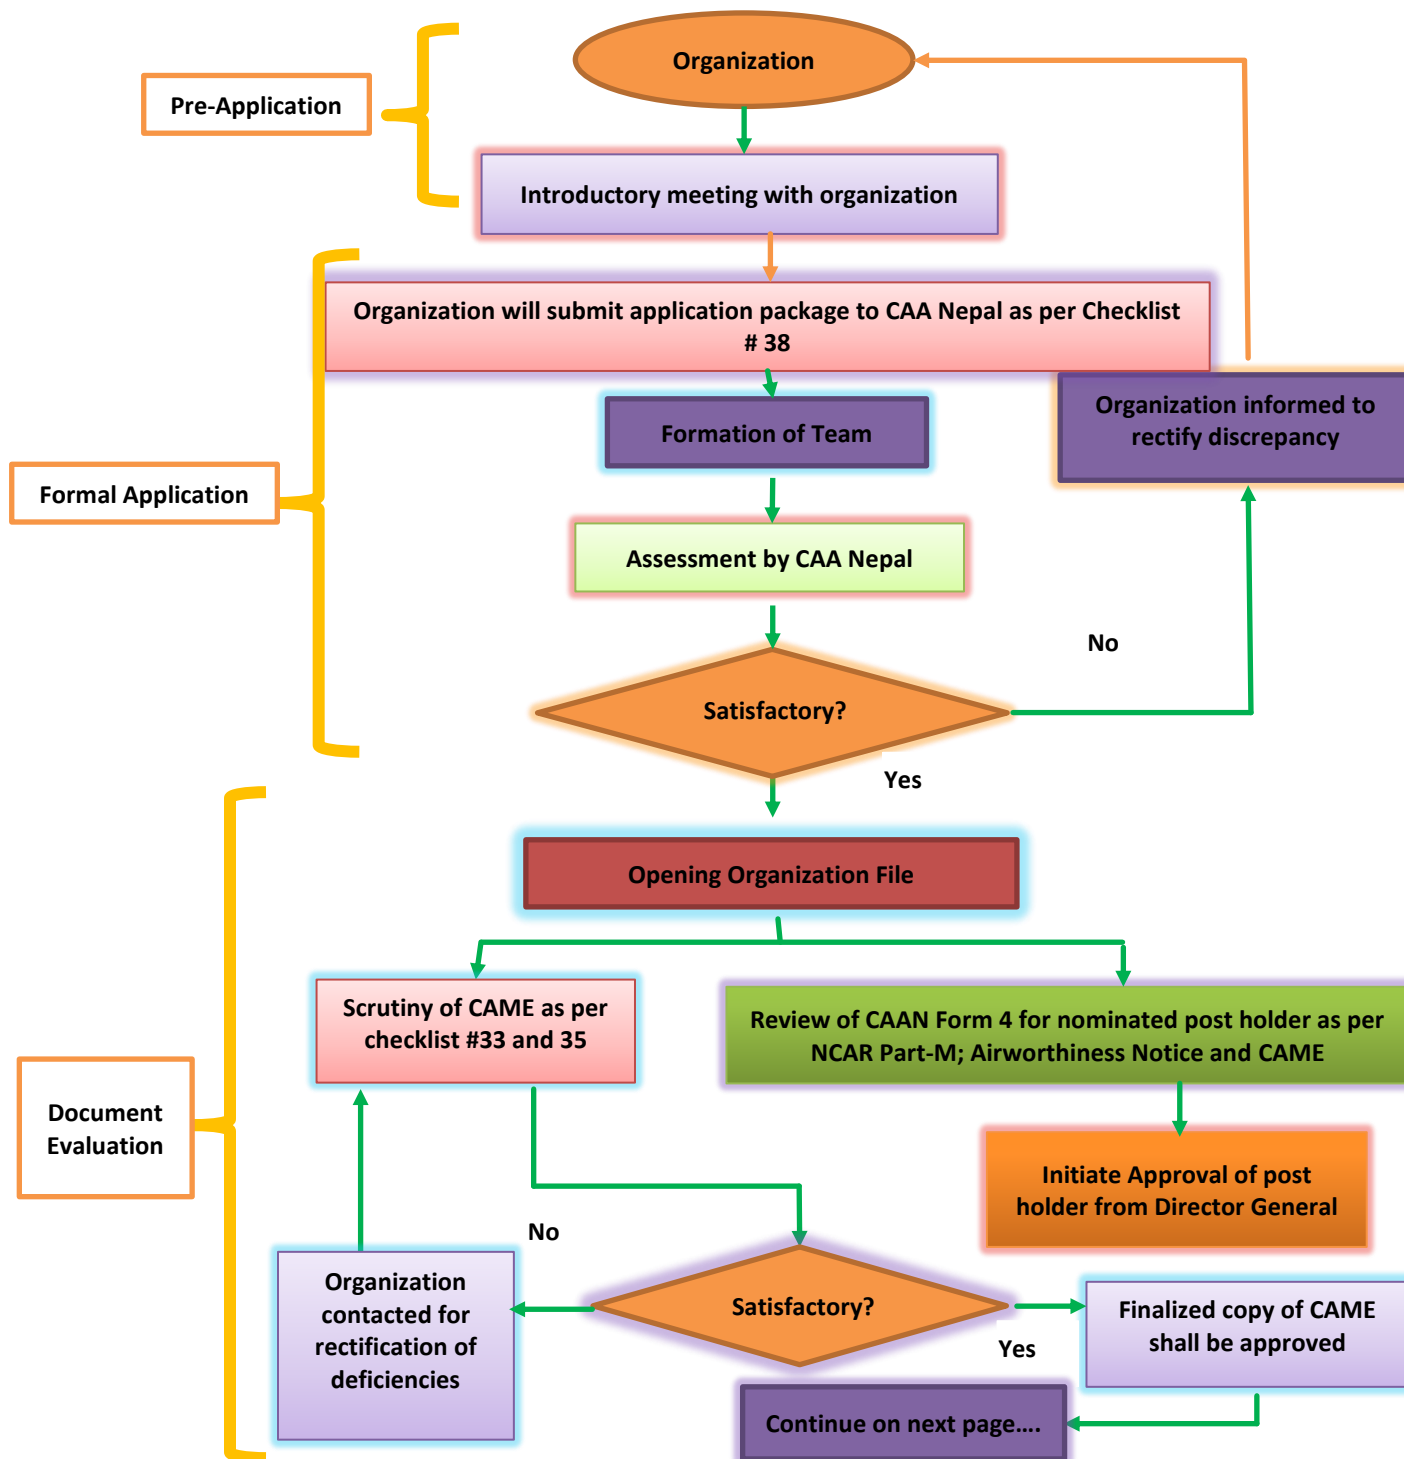 Organization
Pre-Application
Introductory meeting with organization
Organization will submit application package to CAA Nepal as per Checklist
# 38
Organization informed to
rectify discrepancy
Formation of Team
Formal Application
Assessment by CAA Nepal
No
Satisfactory?
Yes
Opening Organization File
Scrutiny of CAME as per
checklist #33 and 35
Review of CAAN Form 4 for nominated post holder as per
NCAR Part-M; Airworthiness Notice and CAME
Document
Evaluation
Initiate Approval of post
holder from Director General
No
Organization
contacted for
rectification of
deficiencies
Satisfactory?
Yes
Finalized copy of CAME
shall be approved
Continue on next page....